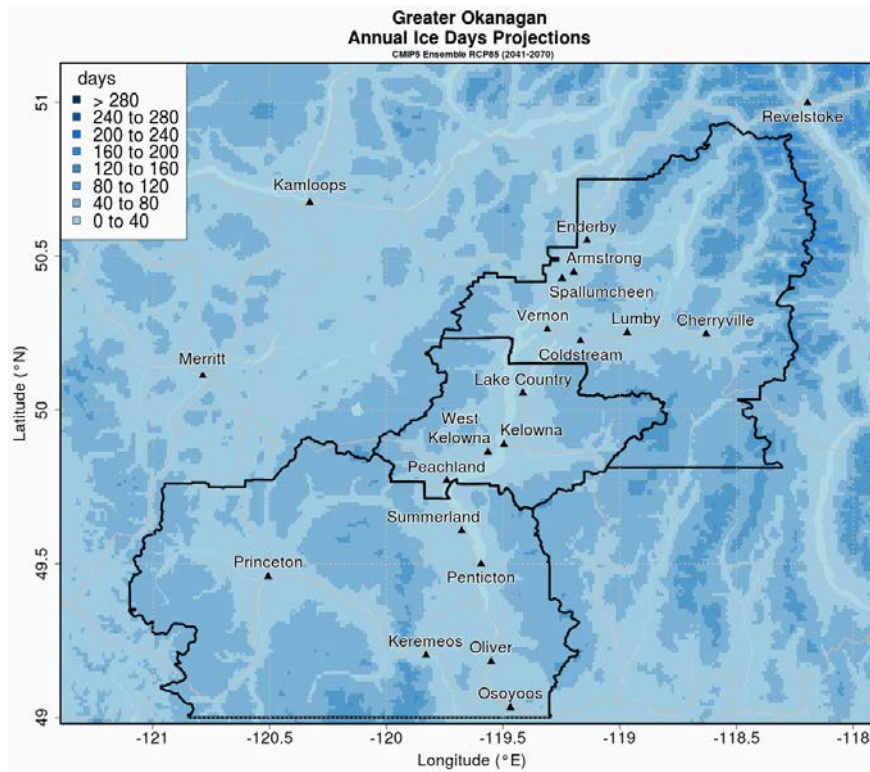 Greater Okanagan
Annual Ice Days Projections
CMIP5 Ensemble RCP85 (2041-2070)
days
> 280
240 to 280
200 to 240
160 to 200
120 to 160
80 to 120
40 to 80
0 to 40
Revelstoke
Kamloops
Enderby
Armstrong
Spallumcheen
Vernon
Lumby
Cherryville
Coldstream
Merritt
Lake Country
West
Kelowna
Kelowna
Peachland
Summerland
Princeton
Penticton
Keremeos
Oliver
Osoyoos
51
50.5
50
49.5
49
Latitude (°N)
-121
-120.5
-120
-119.5
-119
-118.5
-118
Longitude (°E)